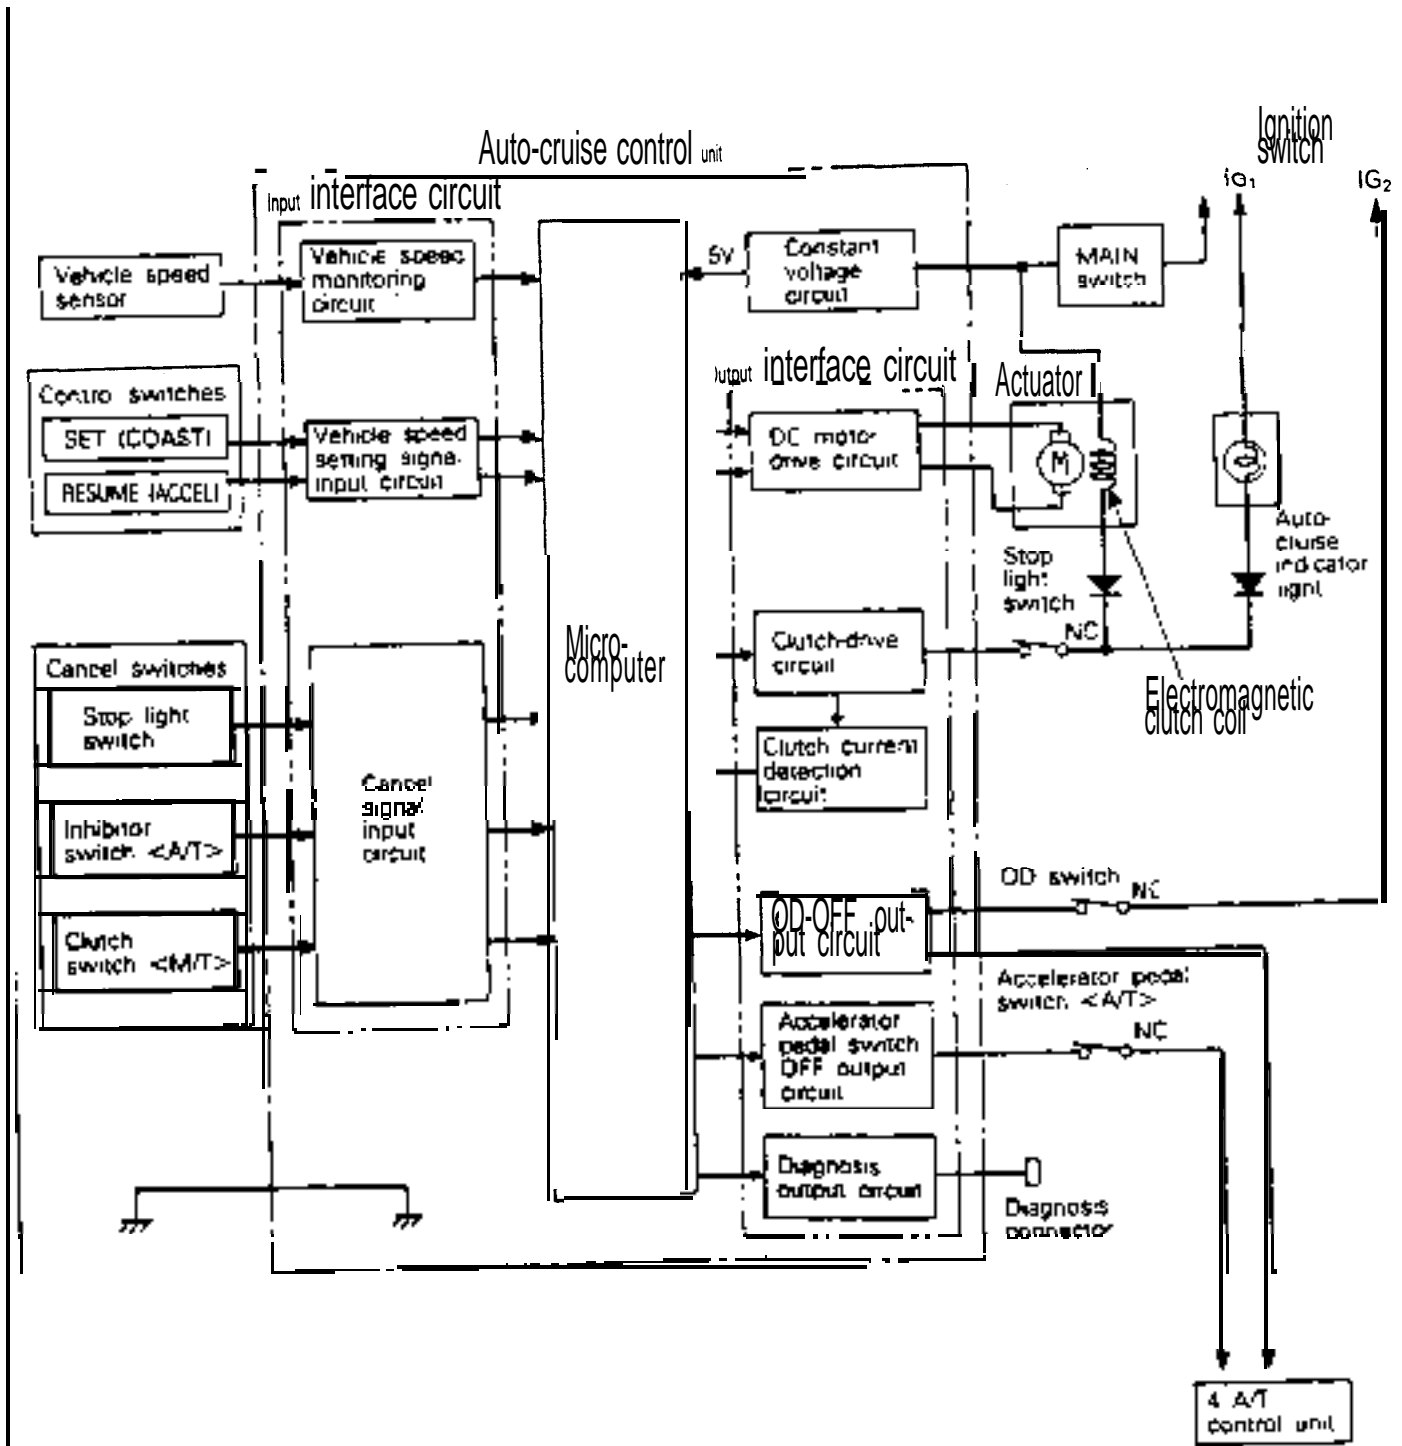 Auto-cruise control unit
Ignition
switch
IG₁
IG₂
Input interface circuit
Vehicle speed
sensor
Vehicle speed
monitoring
circuit
5V
Constant
voltage
circuit
MAIN
switch
Control switches
SET (COAST)
RESUME (ACCEL)
Vehicle speed
setting signal
input circuit
Output interface circuit
Actuator
DC motor
drive circuit
M
Auto-
cruise
indicator
light
Stop
light
switch
NC
Micro-
computer
Clutch-drive
circuit
Electromagnetic
clutch coil
Cancel switches
Stop light
switch
Inhibitor
switch <A/T>
Clutch
switch <M/T>
Cancel
signal
input
circuit
Clutch current
detection
circuit
OD switch
NC
OD-OFF out-
put circuit
Accelerator pedal
switch <A/T>
NC
Accelerator
pedal switch
OFF output
circuit
Diagnosis
output circuit
Diagnosis
connector
4 A/T
control unit